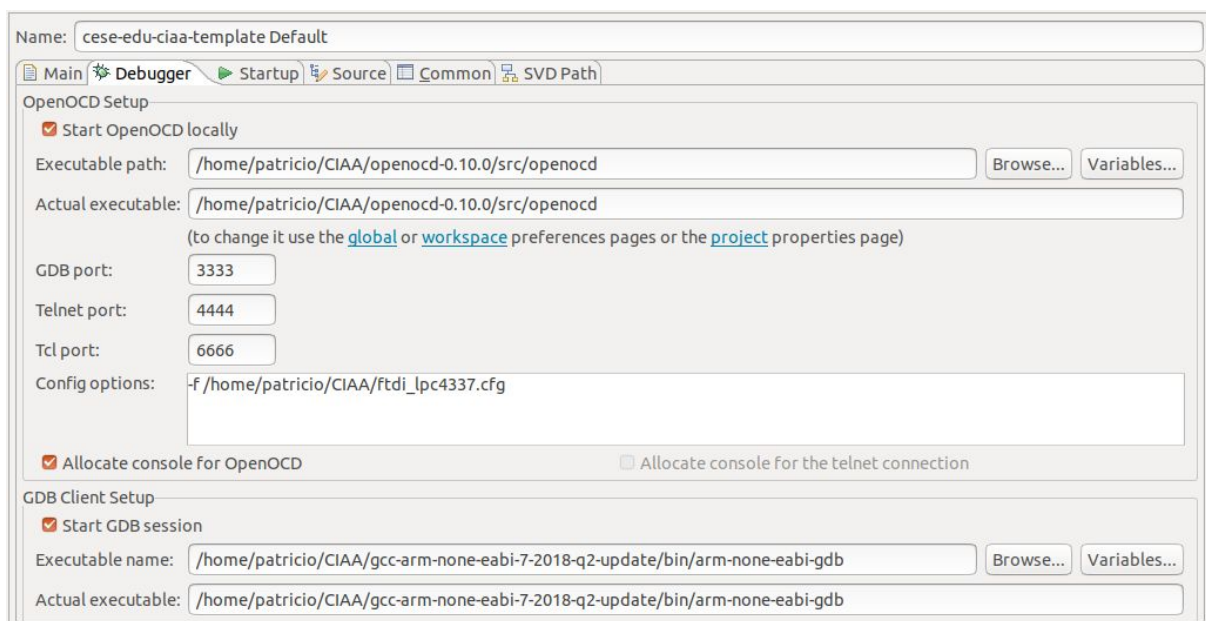 Name: cese-edu-ciaa-template Default
Main Debugger Startup Source Common SVD Path
OpenOCD Setup
Start OpenOCD locally
Executable path: /home/patricio/CIAA/openocd-0.10.0/src/openocd Browse... Variables...
Actual executable: /home/patricio/CIAA/openocd-0.10.0/src/openocd
(to change it use the global or workspace preferences pages or the project properties page)
GDB port: 3333
Telnet port: 4444
Tcl port: 6666
Config options: -f /home/patricio/CIAA/ftdi_lpc4337.cfg
Allocate console for OpenOCD Allocate console for the telnet connection
GDB Client Setup
Start GDB session
Executable name: /home/patricio/CIAA/gcc-arm-none-eabi-7-2018-q2-update/bin/arm-none-eabi-gdb Browse... Variables...
Actual executable: /home/patricio/CIAA/gcc-arm-none-eabi-7-2018-q2-update/bin/arm-none-eabi-gdb